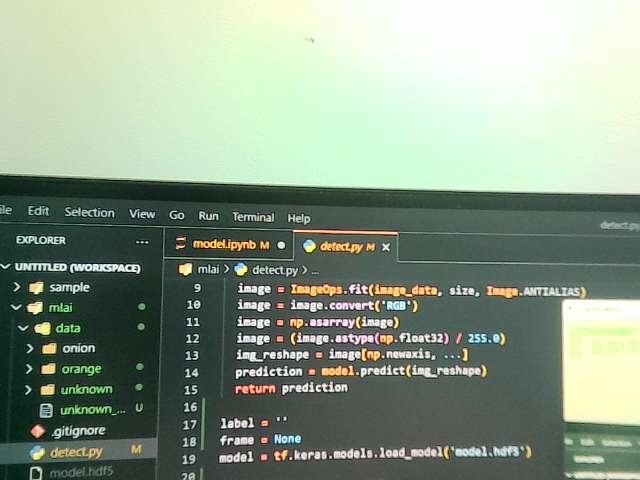 ile Edit Selection View Go Run Terminal Help
detect.py
EXPLORER ...
model.ipynb M
detect.py M
UNTITLED (WORKSPACE)
mlai > detect.py > ...
sample
mlai
data
onion
orange
unknown
unknown_... U
.gitignore
detect.py M
model.hdf5
9 image = ImageOps.fit(image_data, size, Image.ANTIALIAS)
10 image = image.convert('RGB')
11 image = np.asarray(image)
12 image = (image.astype(np.float32) / 255.0)
13 img_reshape = image[np.newaxis, ...]
14 prediction = model.predict(img_reshape)
15 return prediction
16
17 label = ''
18 frame = None
19 model = tf.keras.models.load_model('model.hdf5')
20